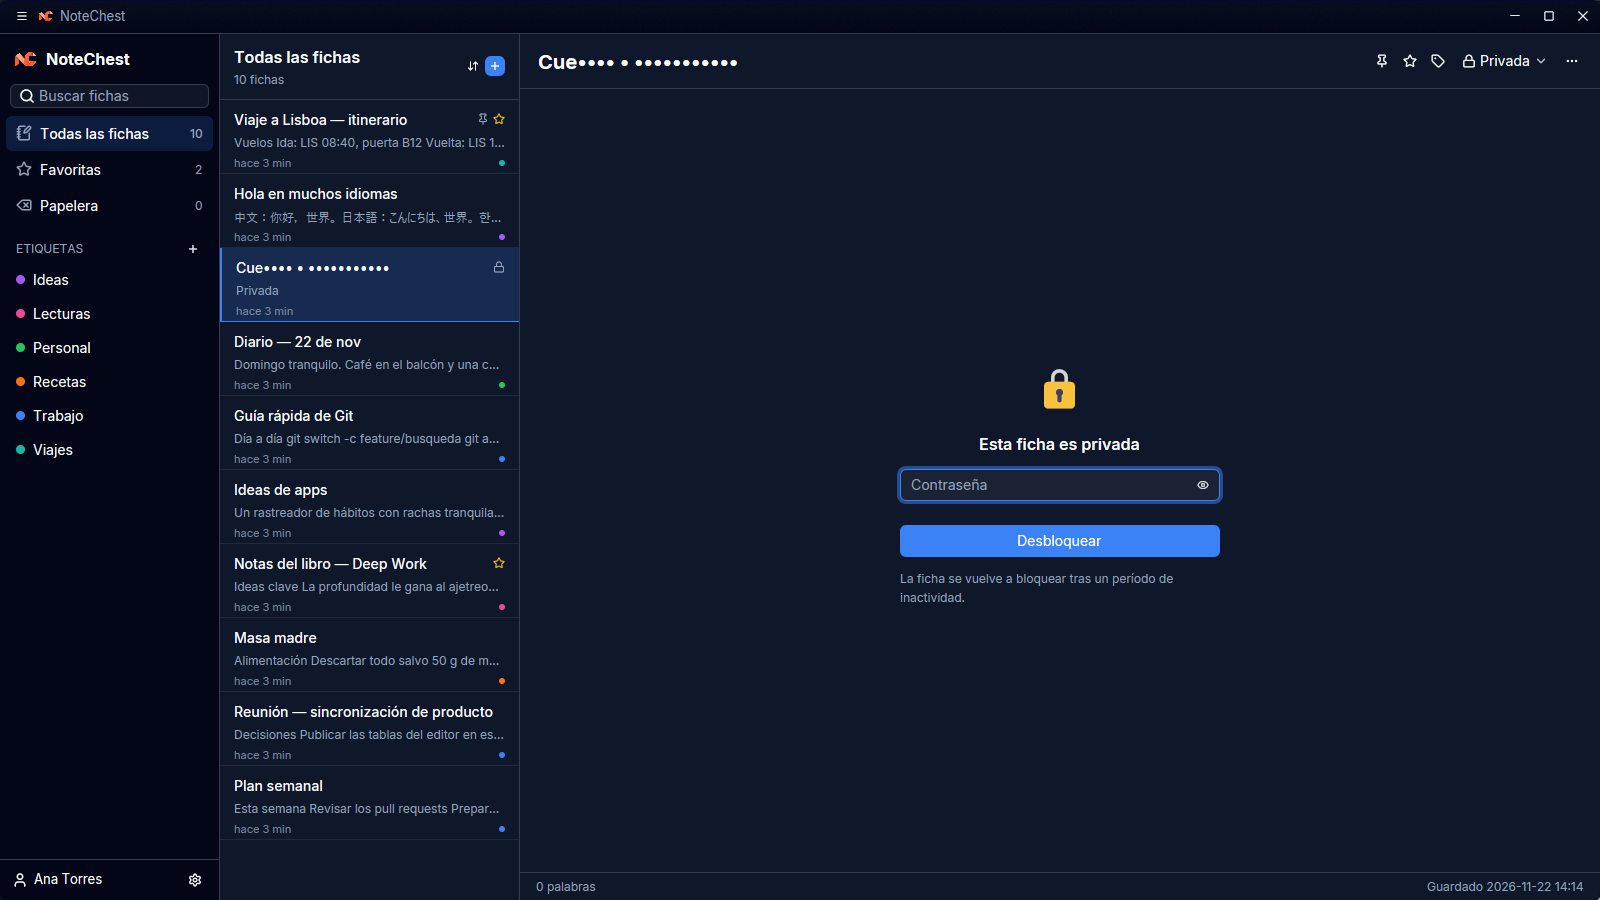 NoteChest
NoteChest
Buscar fichas
Todas las fichas 10
Favoritas 2
Papelera 0
ETIQUETAS
Ideas
Lecturas
Personal
Recetas
Trabajo
Viajes
Ana Torres
Todas las fichas
10 fichas
Viaje a Lisboa — itinerario
Vuelos Ida: LIS 08:40, puerta B12 Vuelta: LIS 1...
hace 3 min
Hola en muchos idiomas
中文：你好，世界。日本語：こんにちは、世界。한...
hace 3 min
Cue•••• • •••••••••••
Privada
hace 3 min
Diario — 22 de nov
Domingo tranquilo. Café en el balcón y una c...
hace 3 min
Guía rápida de Git
Día a día git switch -c feature/busqueda git a...
hace 3 min
Ideas de apps
Un rastreador de hábitos con rachas tranquila...
hace 3 min
Notas del libro — Deep Work
Ideas clave La profundidad le gana al ajetreo...
hace 3 min
Masa madre
Alimentación Descartar todo salvo 50 g de m...
hace 3 min
Reunión — sincronización de producto
Decisiones Publicar las tablas del editor en es...
hace 3 min
Plan semanal
Esta semana Revisar los pull requests Prepar...
hace 3 min
Cue•••• • •••••••••••
Privada
Esta ficha es privada
Contraseña
Desbloquear
La ficha se vuelve a bloquear tras un período de
inactividad.
0 palabras
Guardado 2026-11-22 14:14